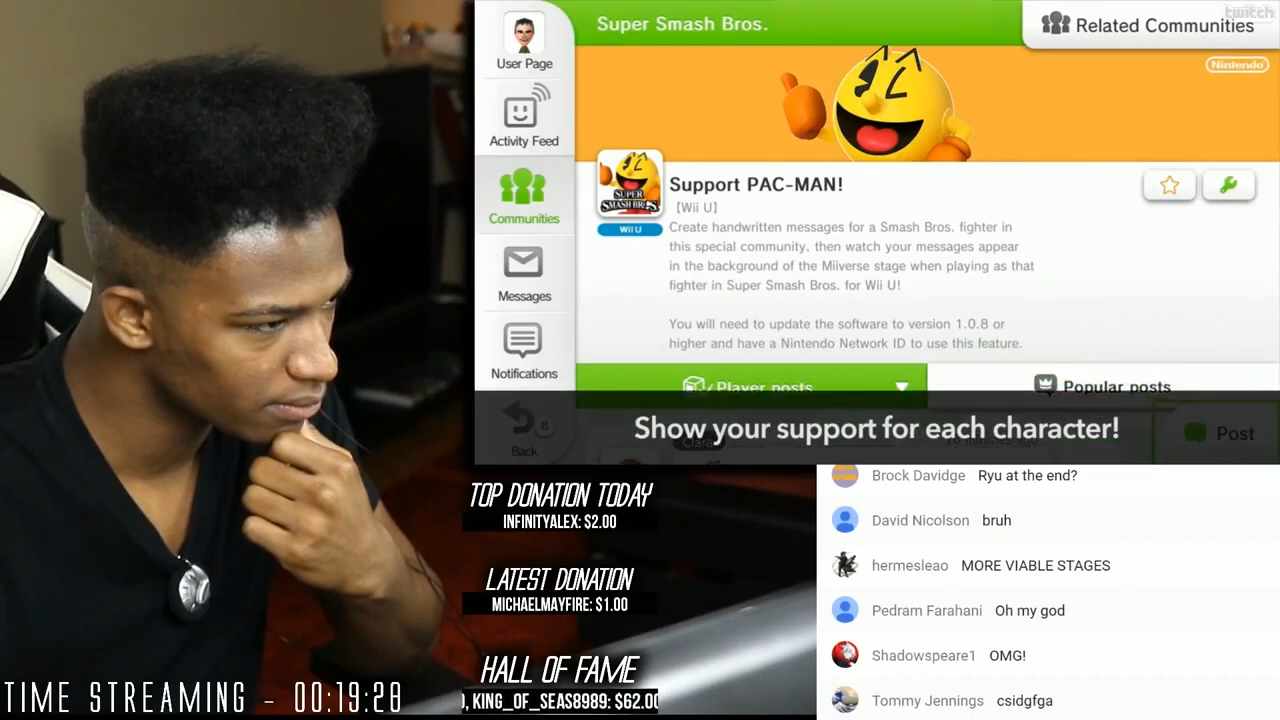 twitch
Super Smash Bros.
Related Communities
Nintendo
User Page
Activity Feed
Communities
Messages
Notifications
Back
SUPER
SMASH BROS
Wii U
Support PAC-MAN!
[Wii U]
Create handwritten messages for a Smash Bros. fighter in
this special community, then watch your messages appear
in the background of the Miiverse stage when playing as that
fighter in Super Smash Bros. for Wii U!
You will need to update the software to version 1.0.8 or
higher and have a Nintendo Network ID to use this feature.
Player posts
Popular posts
Show your support for each character!
Post
Brock Davidge Ryu at the end?
David Nicolson bruh
hermesleao MORE VIABLE STAGES
Pedram Farahani Oh my god
Shadowspeare1 OMG!
Tommy Jennings csidgfga
TOP DONATION TODAY
INFINITYALEX: $2.00
LATEST DONATION
MICHAELMAYFIRE: $1.00
HALL OF FAME
), KING_OF_SEAS8989: $62.00
TIME STREAMING - 00:19:28